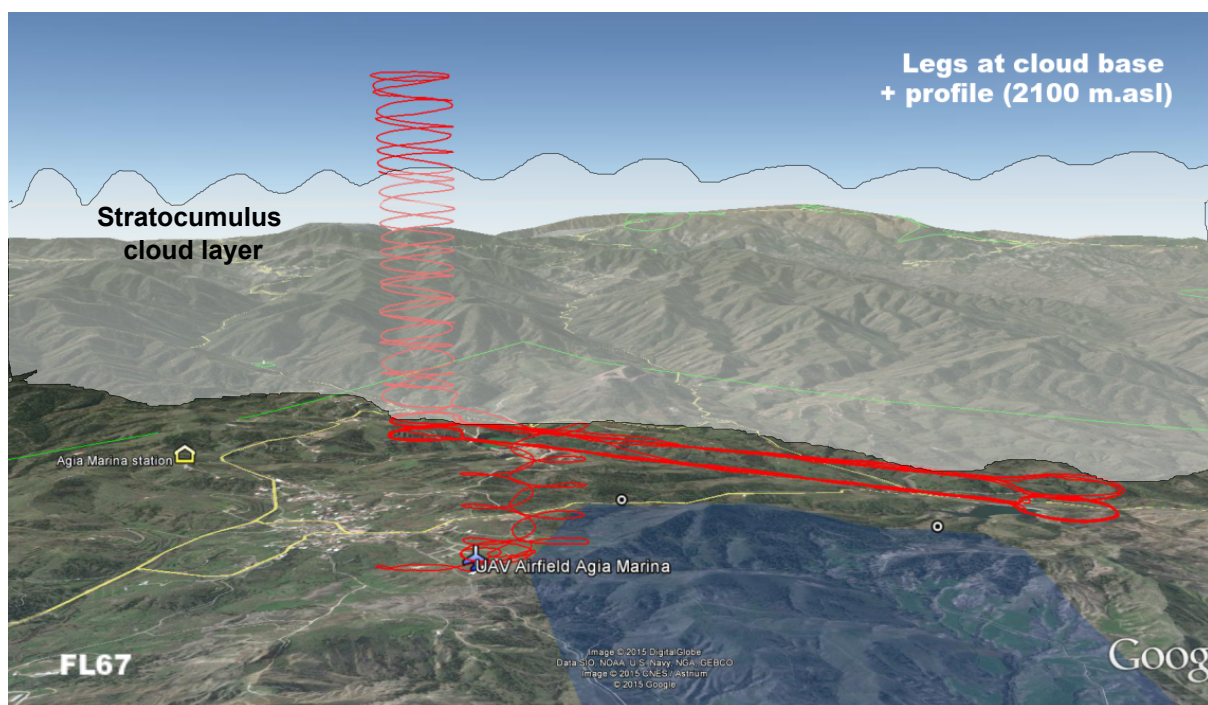 Legs at cloud base
+ profile (2100 m.asl)
Stratocumulus
cloud layer
Agia Marina station
UAV Airfield Agia Marina
FL67
Image © 2015 DigitalGlobe
Data SIO, NOAA, U.S. Navy, NGA, GEBCO
Image © 2015 CNES / Astrium
© 2015 Google
Goog